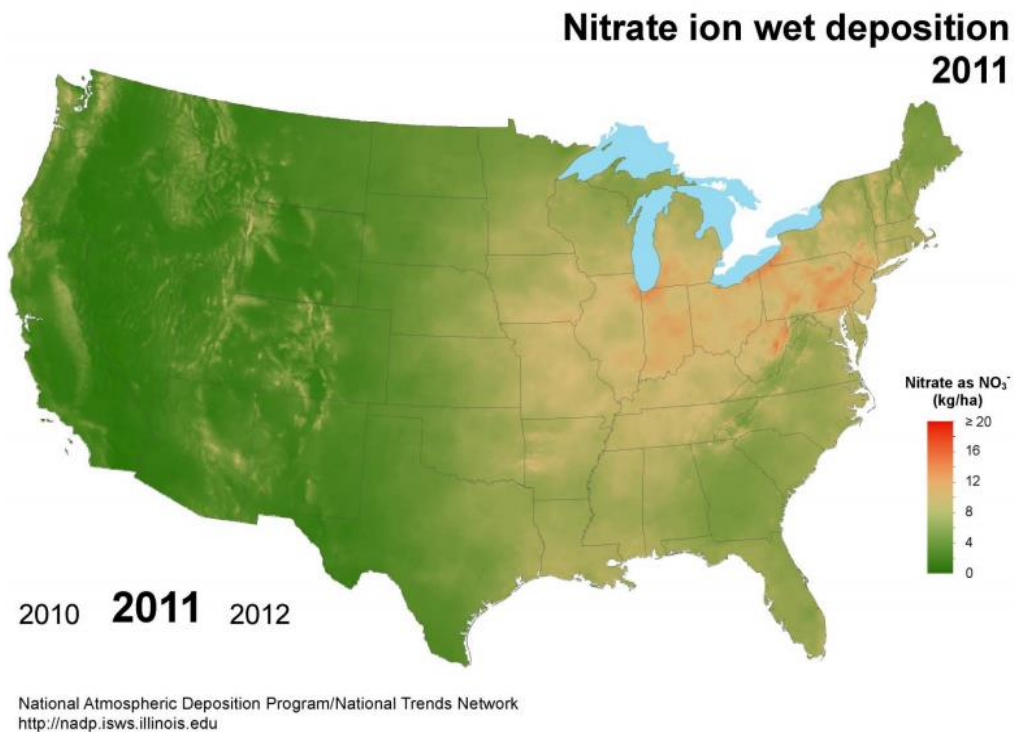 Nitrate ion wet deposition
2011
Nitrate as NO₃⁻
(kg/ha)
≥ 20
16
12
8
4
0
2010 2011 2012
National Atmospheric Deposition Program/National Trends Network
http://nadp.isws.illinois.edu